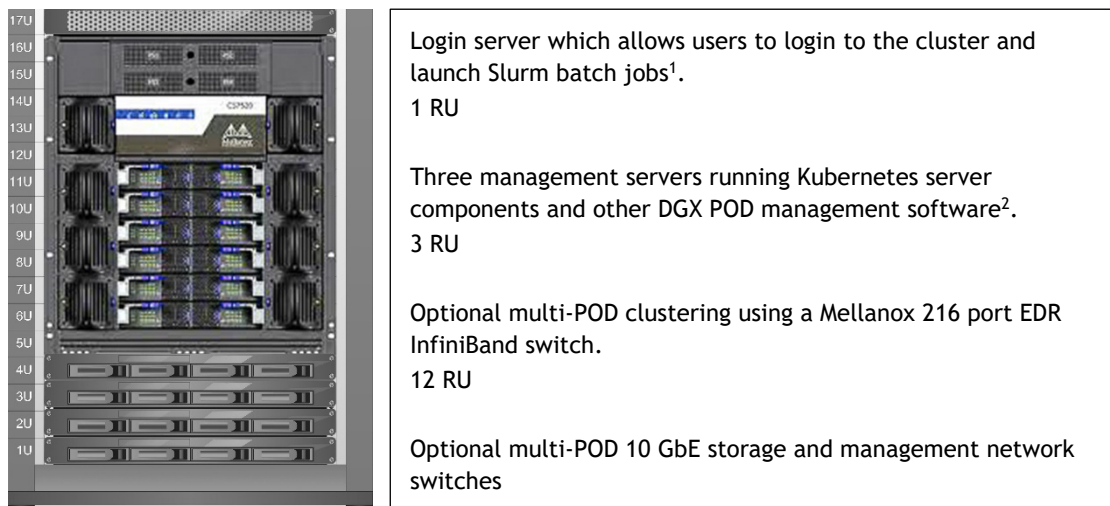 17U
16U
15U
14U
13U
12U
11U
10U
9U
8U
7U
6U
5U
4U
3U
2U
1U
CS7520
Mellanox
Login server which allows users to login to the cluster and
launch Slurm batch jobs¹.
1 RU
Three management servers running Kubernetes server
components and other DGX POD management software².
3 RU
Optional multi-POD clustering using a Mellanox 216 port EDR
InfiniBand switch.
12 RU
Optional multi-POD 10 GbE storage and management network
switches